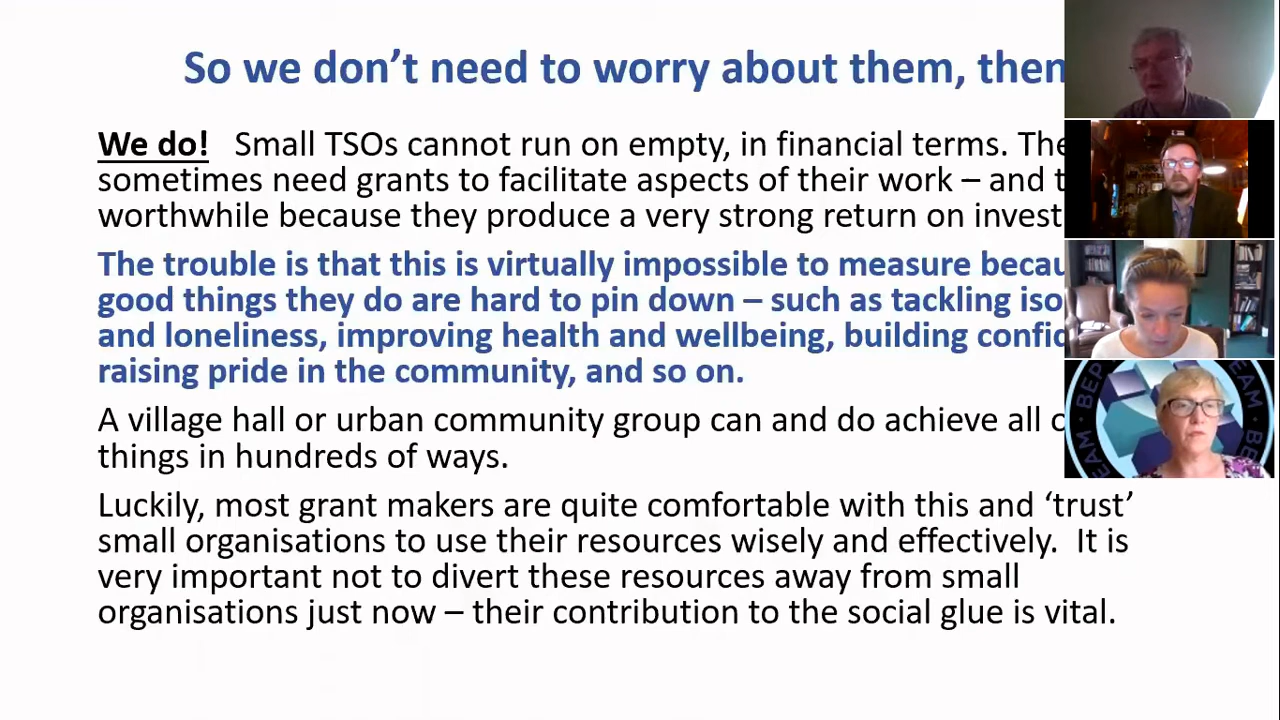 So we don’t need to worry about them, then
We do! Small TSOs cannot run on empty, in financial terms.
sometimes need grants to facilitate aspects of their work – and
worthwhile because they produce a very strong return on
The trouble is that this is virtually impossible to measure
good things they do are hard to pin down – such as tackling
and loneliness, improving health and wellbeing, building
raising pride in the community, and so on.
A village hall or urban community group can and do achieve all
things in hundreds of ways.
Luckily, most grant makers are quite comfortable with this and ‘trust’
small organisations to use their resources wisely and effectively. It is
very important not to divert these resources away from small
organisations just now – their contribution to the social glue is vital.